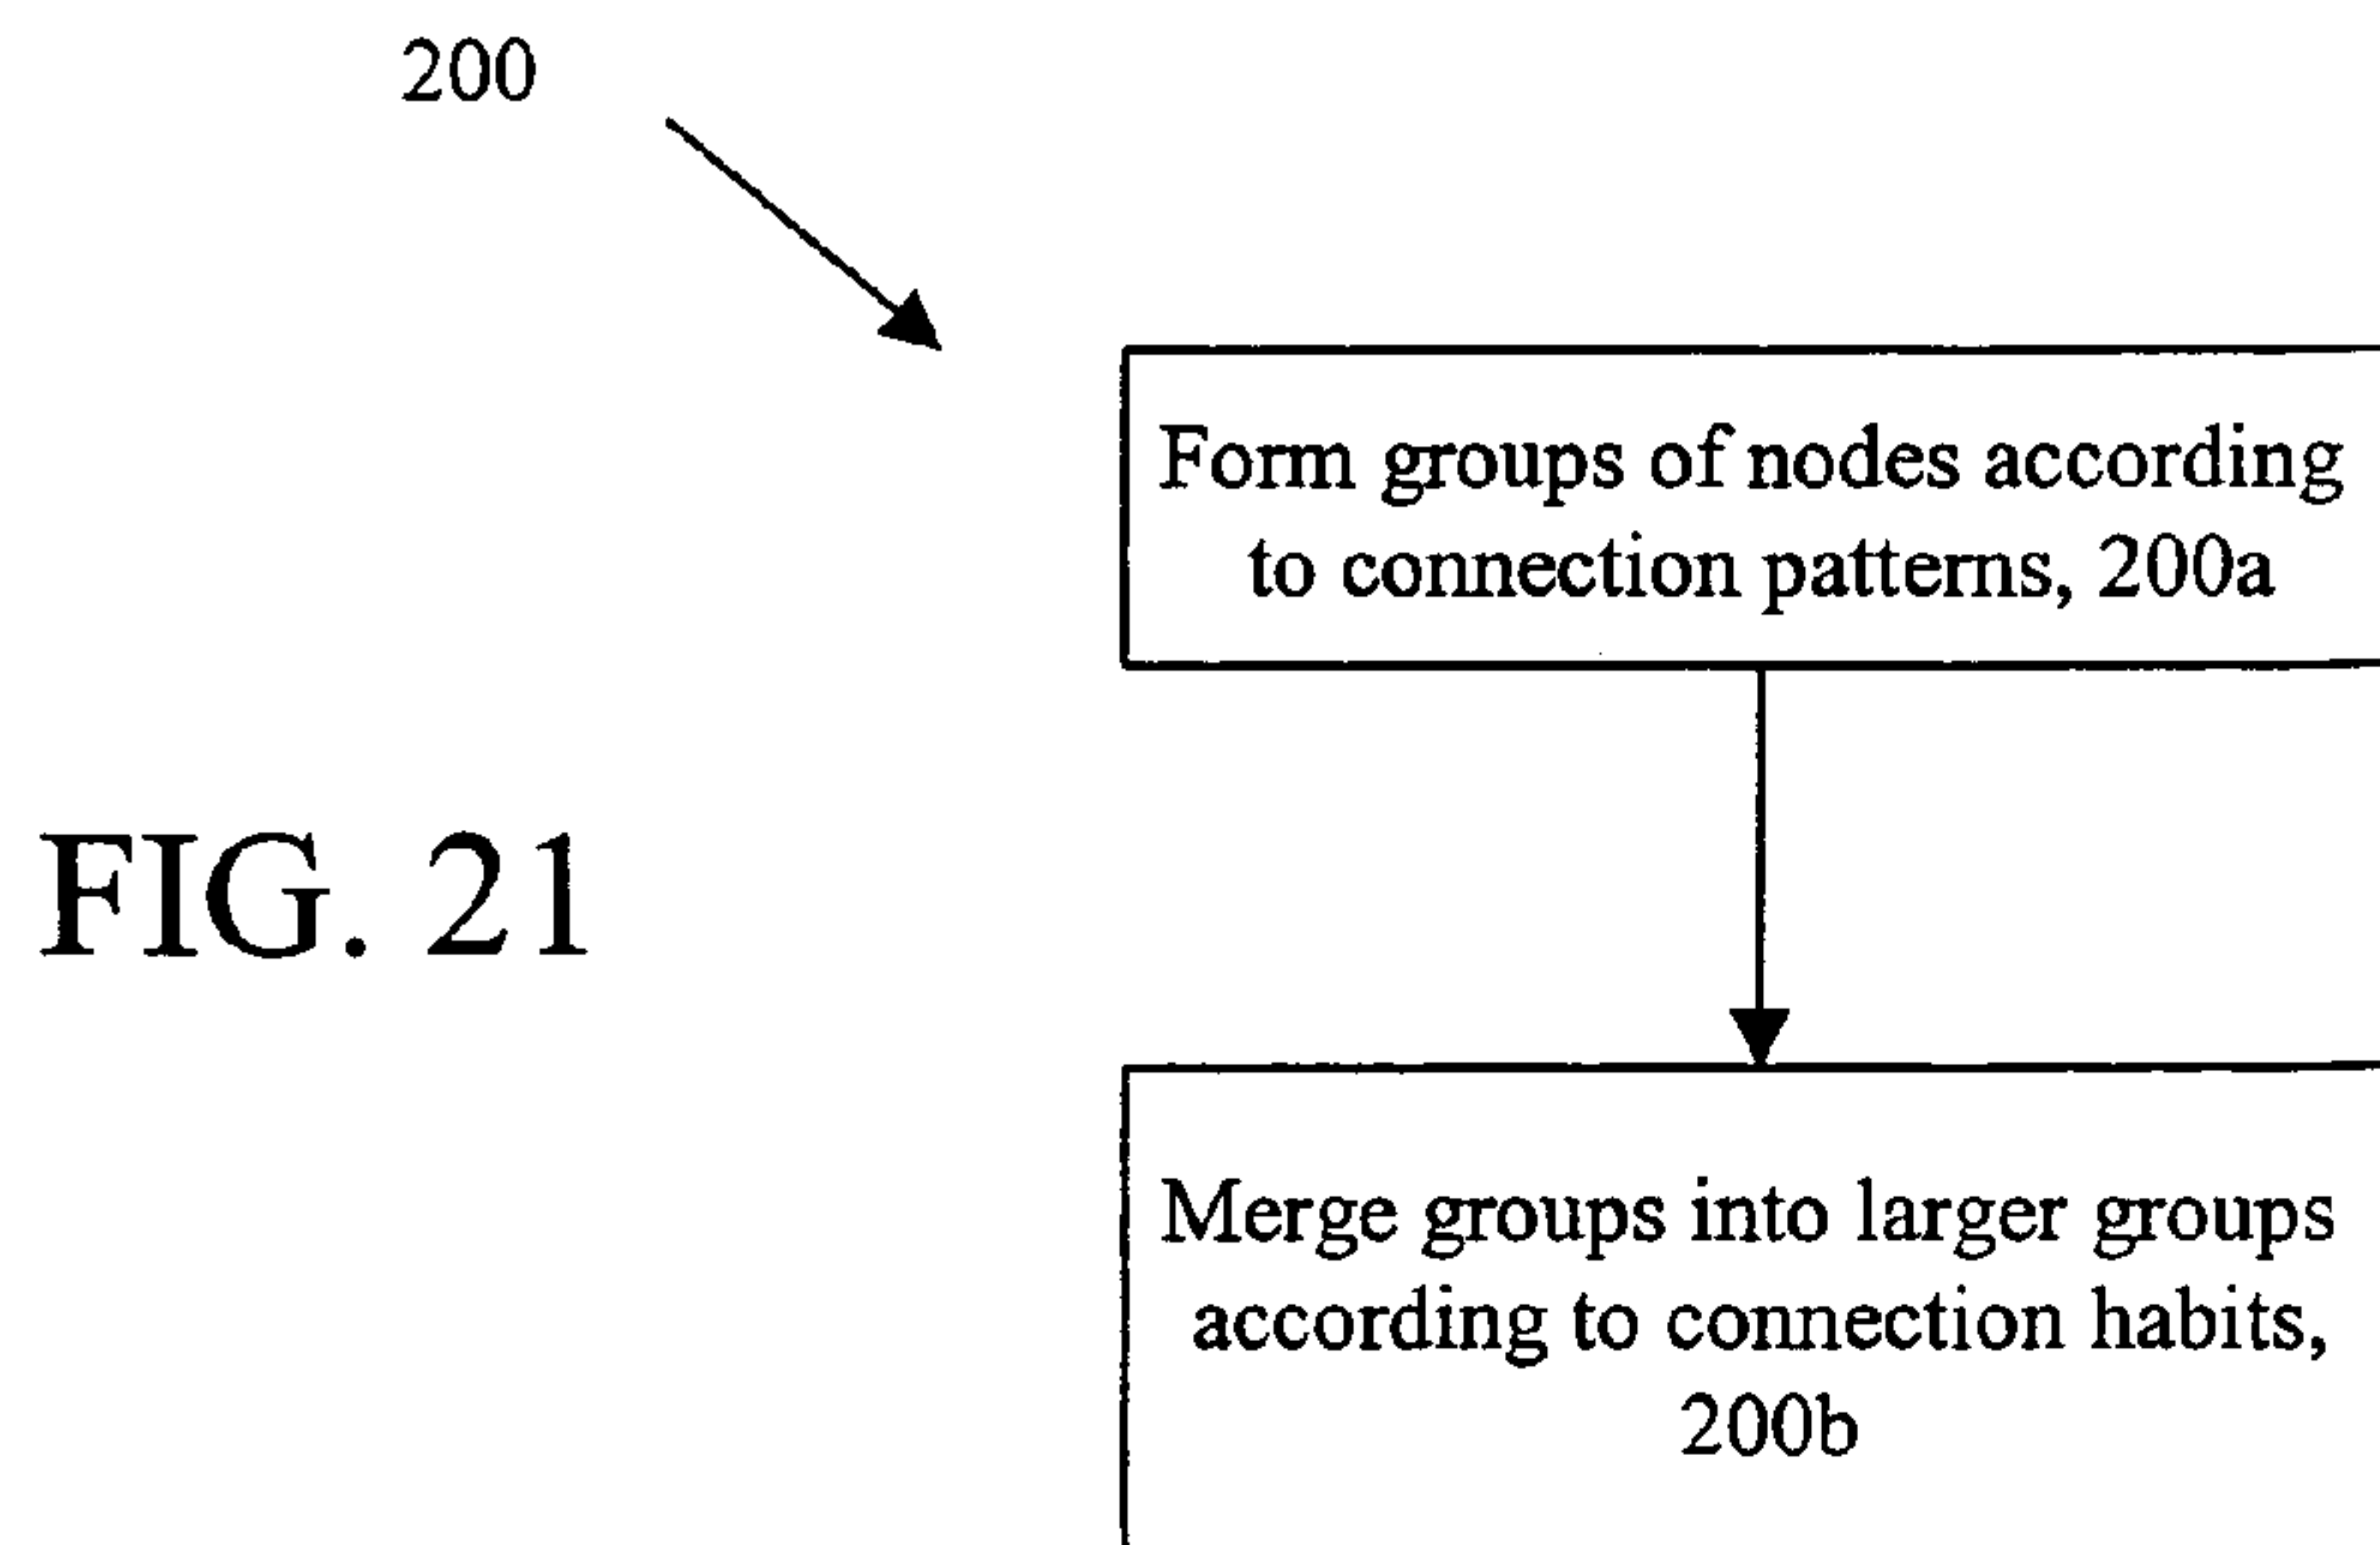 200
Form groups of nodes according
to connection patterns, 200a
FIG. 21
Merge groups into larger groups
according to connection habits,
200b